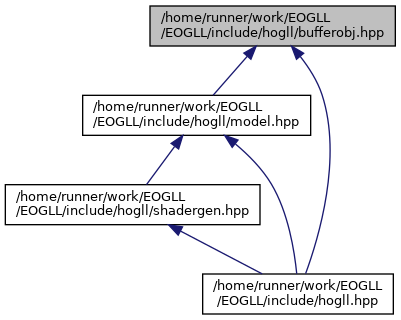 /home/runner/work/EOGLL
/EOGLL/include/hogll/bufferobj.hpp
/home/runner/work/EOGLL
/EOGLL/include/hogll/model.hpp
/home/runner/work/EOGLL
/EOGLL/include/hogll/shadergen.hpp
/home/runner/work/EOGLL
/EOGLL/include/hogll.hpp